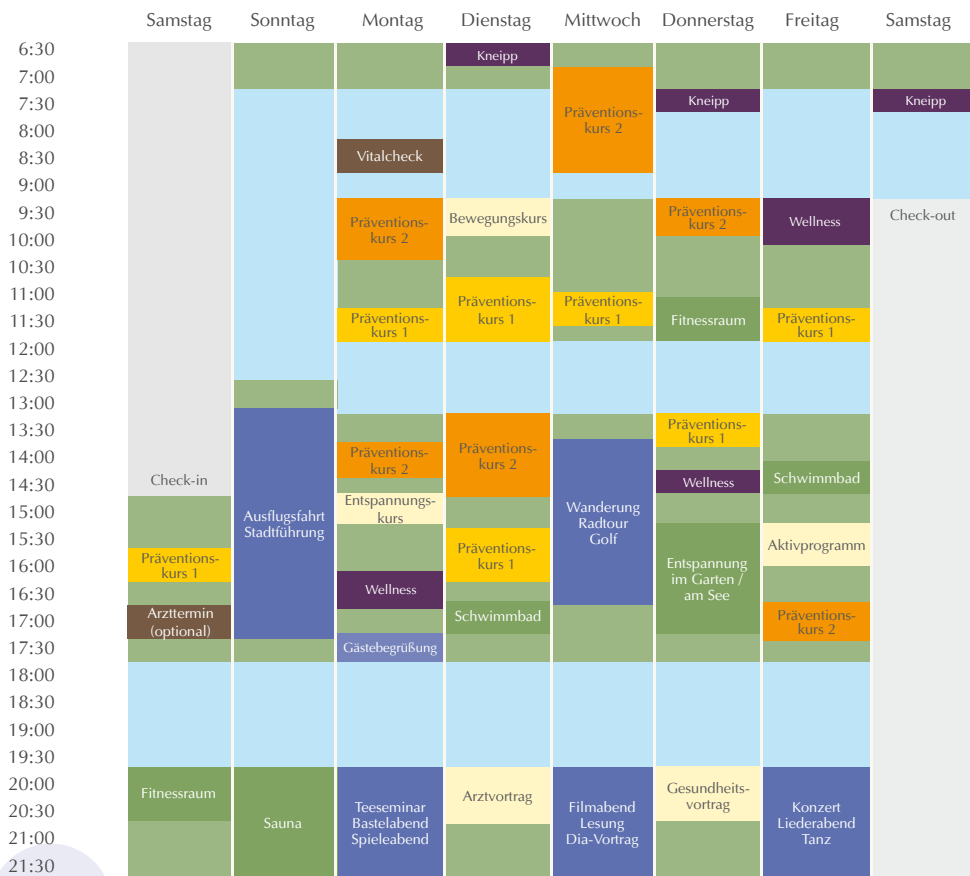 Samstag Sonntag Montag Dienstag Mittwoch Donnerstag Freitag Samstag
6:30
7:00
7:30
8:00
8:30
9:00
9:30
10:00
10:30
11:00
11:30
12:00
12:30
13:00
13:30
14:00
14:30
15:00
15:30
16:00
16:30
17:00
17:30
18:00
18:30
19:00
19:30
20:00
20:30
21:00
21:30
Check-in
Präventions-
kurs 1
Arzttermin
(optional)
Fitnessraum
Ausflugsfahrt
Stadtführung
Sauna
Vitalcheck
Präventions-
kurs 2
Präventions-
kurs 1
Präventions-
kurs 2
Entspannungs-
kurs
Wellness
Gästebegrüßung
Teeseminar
Bastelabend
Spieleabend
Kneipp
Bewegungskurs
Präventions-
kurs 1
Präventions-
kurs 2
Präventions-
kurs 1
Schwimmbad
Arztvortrag
Präventions-
kurs 2
Präventions-
kurs 1
Wanderung
Radtour
Golf
Filmabend
Lesung
Dia-Vortrag
Kneipp
Präventions-
kurs 2
Fitnessraum
Präventions-
kurs 1
Wellness
Entspannung
im Garten /
am See
Gesundheits-
vortrag
Wellness
Präventions-
kurs 1
Schwimmbad
Aktivprogramm
Präventions-
kurs 2
Konzert
Liederabend
Tanz
Kneipp
Check-out